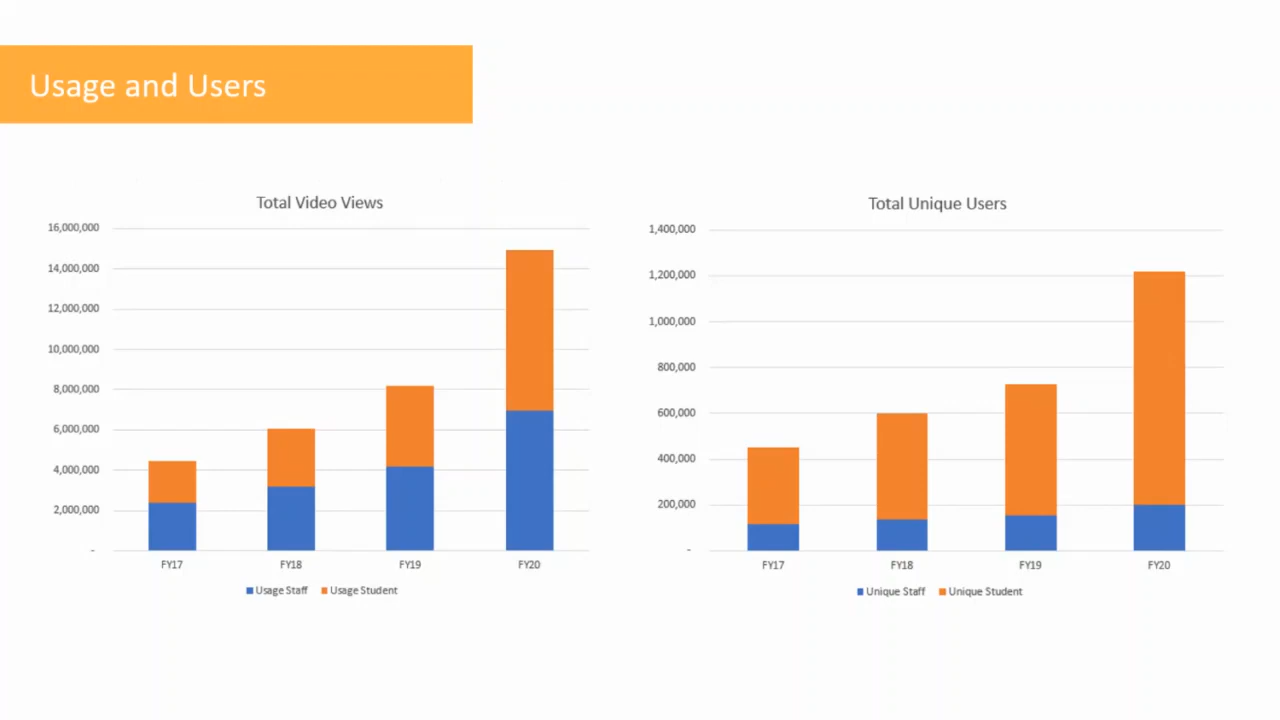 Usage and Users
Total Video Views
16,000,000
14,000,000
12,000,000
10,000,000
8,000,000
6,000,000
4,000,000
2,000,000
-
FY17 FY18 FY19 FY20
Usage Staff Usage Student
Total Unique Users
1,400,000
1,200,000
1,000,000
800,000
600,000
400,000
200,000
-
FY17 FY18 FY19 FY20
Unique Staff Unique Student